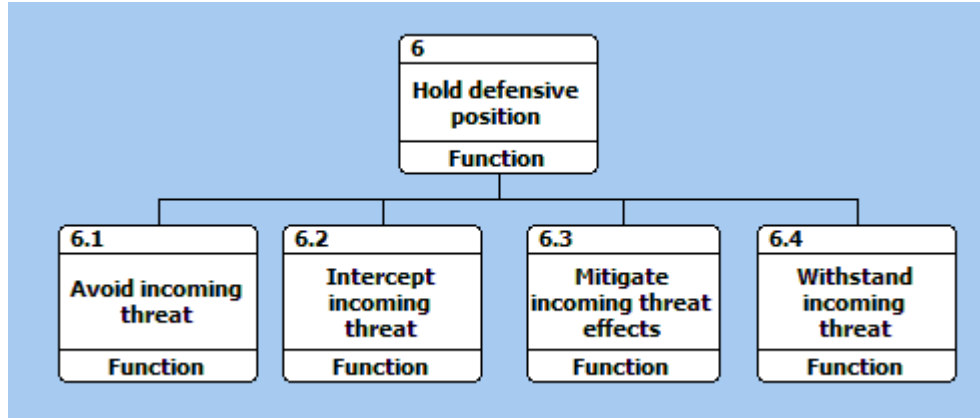 6
Hold defensive
position
Function
6.1
Avoid incoming
threat
Function
6.2
Intercept
incoming
threat
Function
6.3
Mitigate
incoming threat
effects
Function
6.4
Withstand
incoming
threat
Function